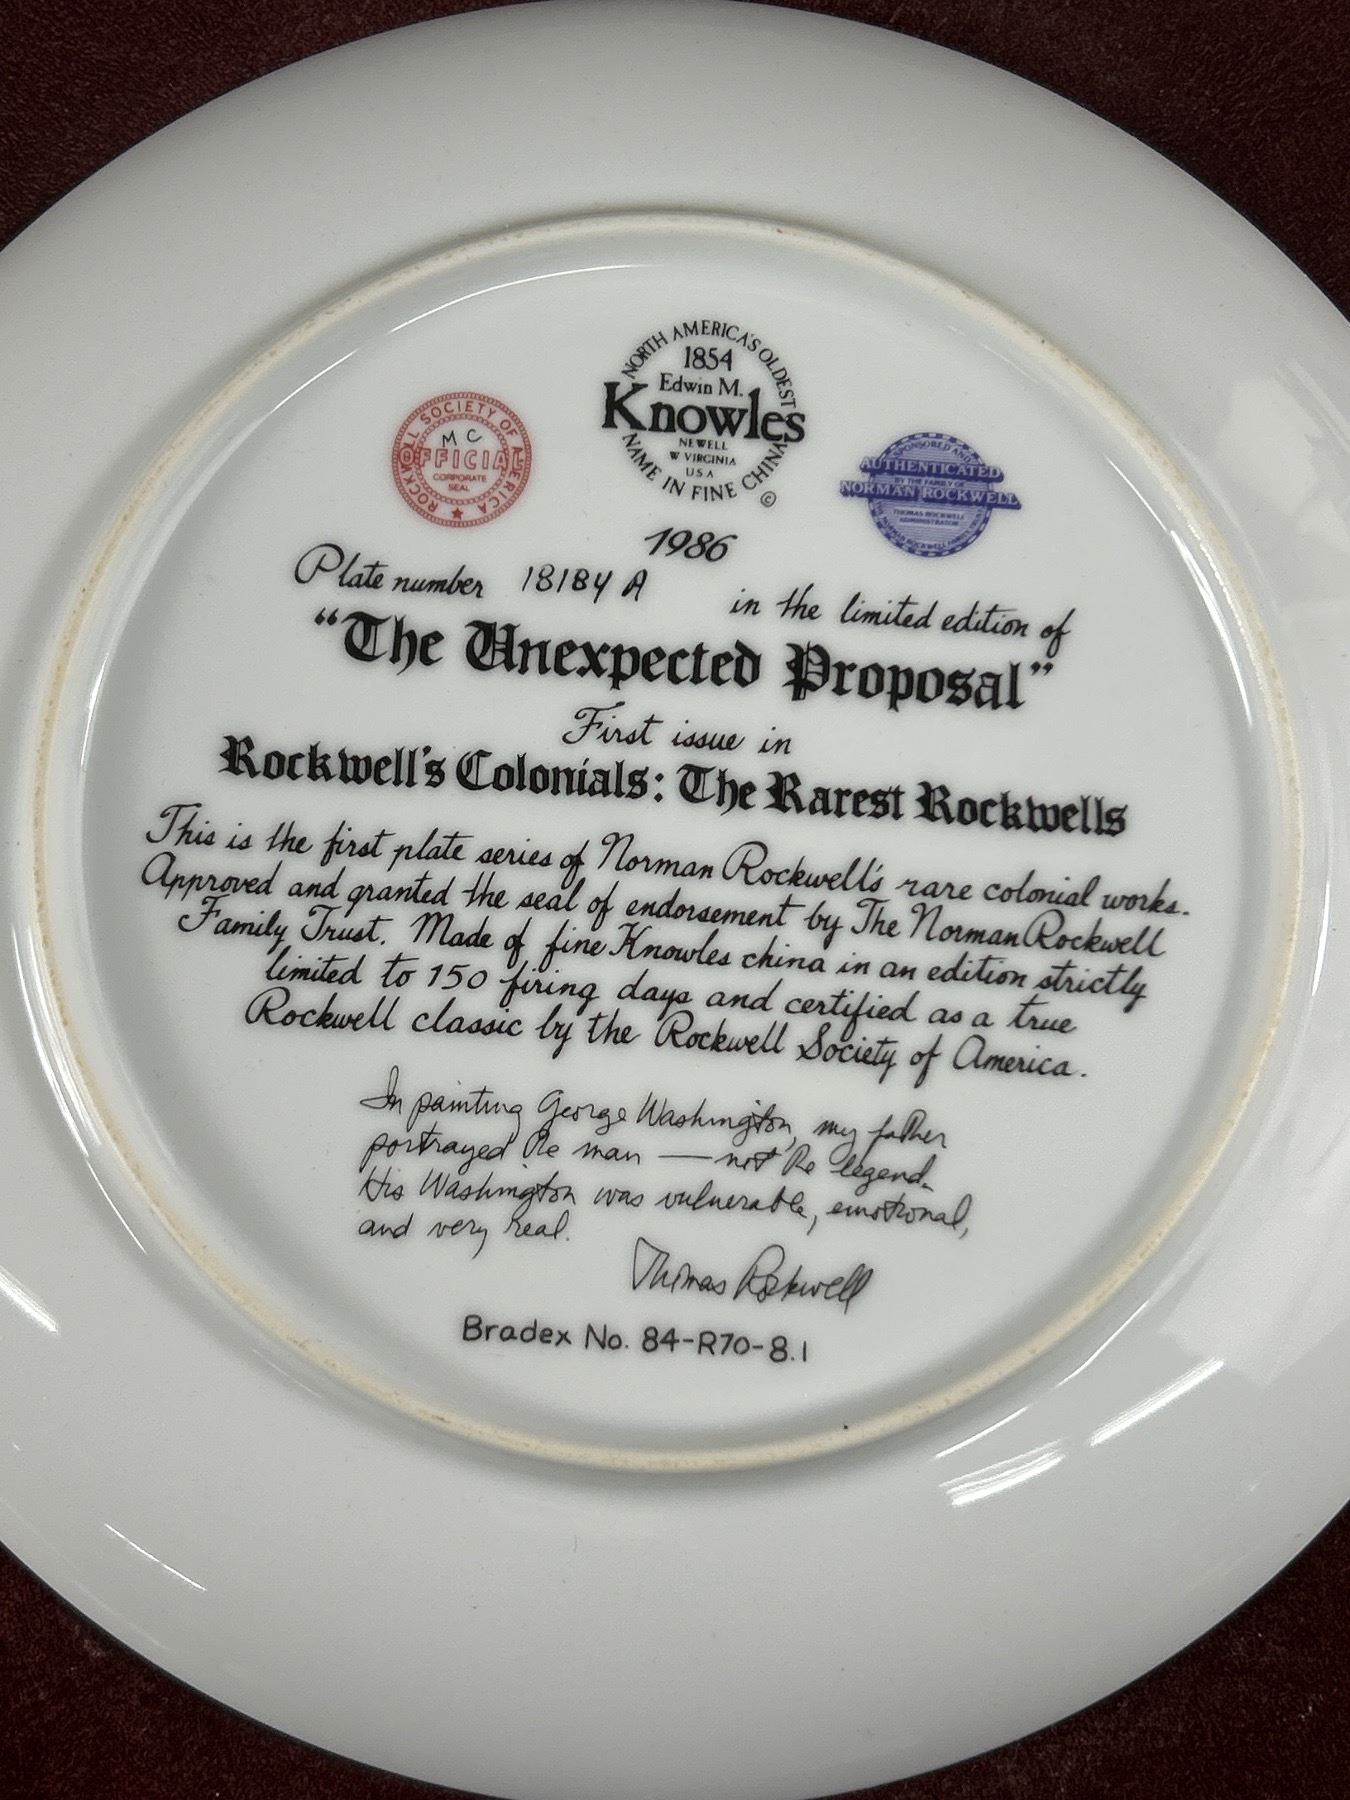 NORTH AMERICA'S OLDEST
1854
Edwin M.
Knowles
NEWELL
W VIRGINIA
U S A
NAME IN FINE CHINA
©
ROCKWELL SOCIETY OF AMERICA
M C
OFFICIAL
CORPORATE
SEAL
SPONSORED AND
AUTHENTICATED
BY THE FAMILY OF
NORMAN ROCKWELL
THOMAS ROCKWELL
ADMINISTRATOR
1986
Plate number 18184 A in the limited edition of
“The Unexpected Proposal”
First issue in
Rockwell's Colonials: The Rarest Rockwells
This is the first plate series of Norman Rockwell's rare colonial works.
Approved and granted the seal of endorsement by The Norman Rockwell
Family Trust. Made of fine Knowles china in an edition strictly
limited to 150 firing days and certified as a true
Rockwell classic by the Rockwell Society of America.
In painting George Washington, my father
portrayed the man — not the legend.
His Washington was vulnerable, emotional,
and very real.
Thomas Rockwell
Bradex No. 84-R70-8.1